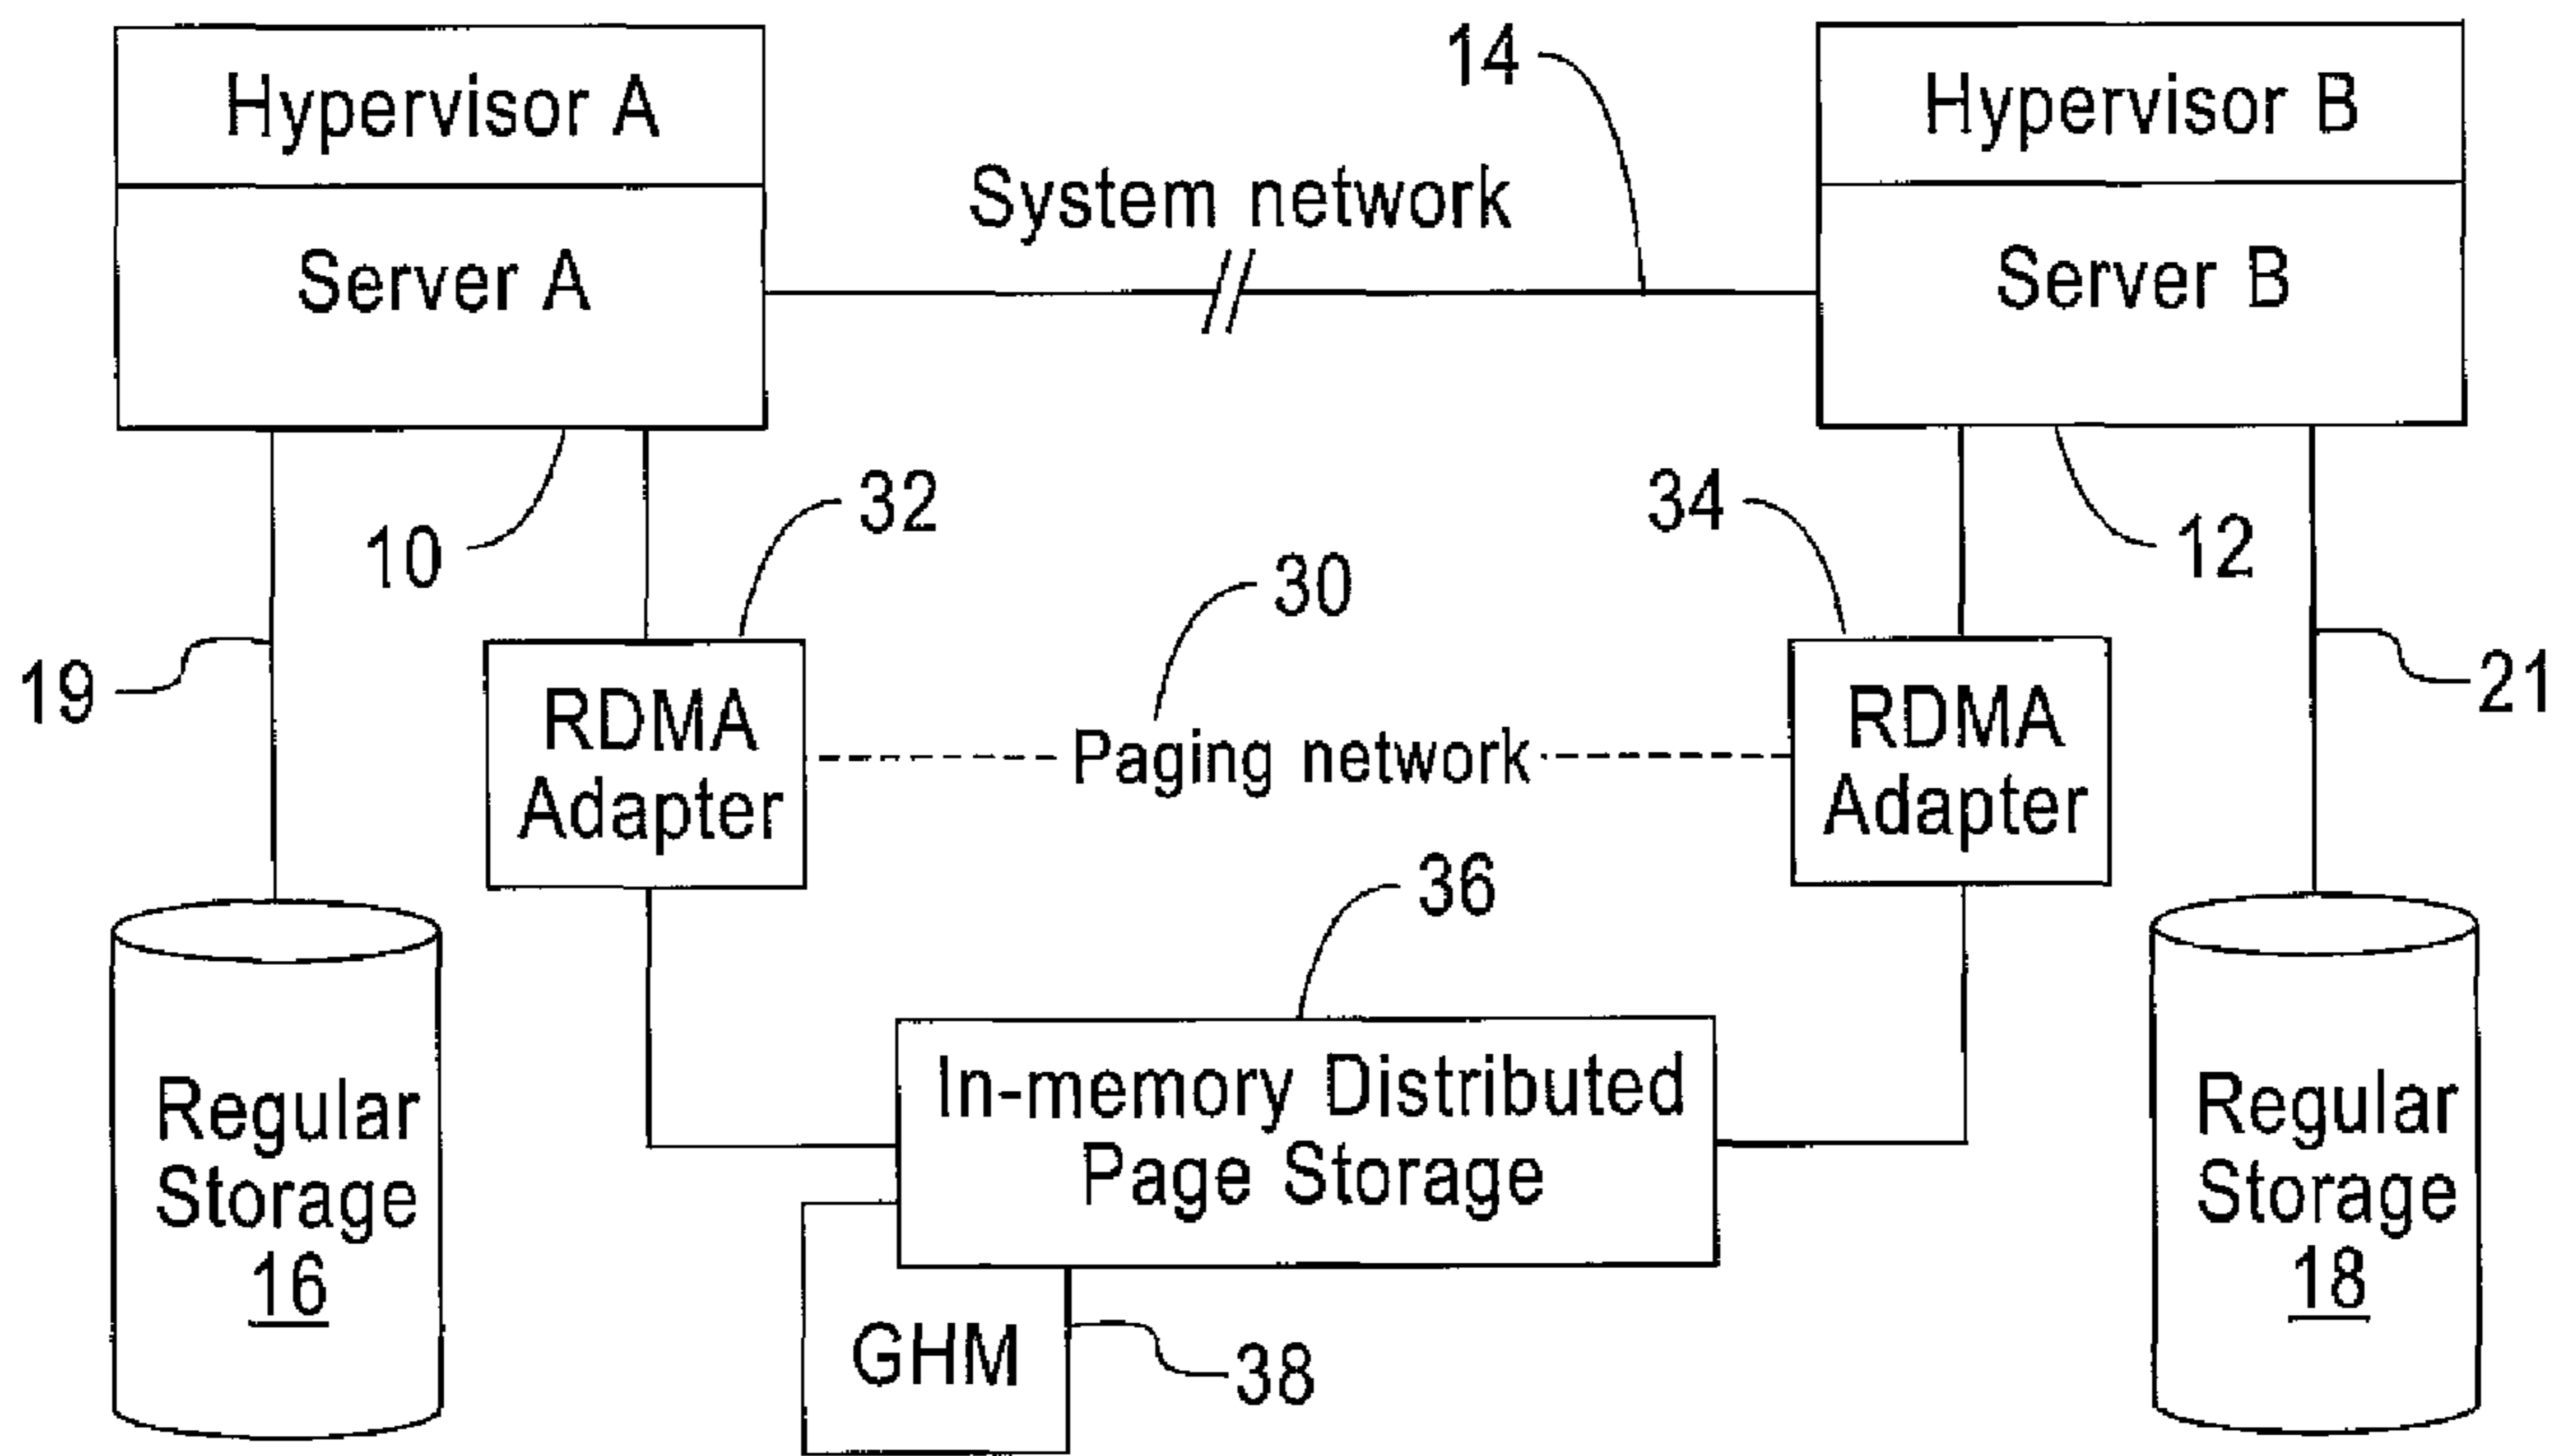 Hypervisor A
Server A
System network
14
Hypervisor B
Server B
10
32
30
34
12
19
RDMA
Adapter
Paging network
RDMA
Adapter
21
36
In-memory Distributed
Page Storage
Regular
Storage
16
GHM
38
Regular
Storage
18